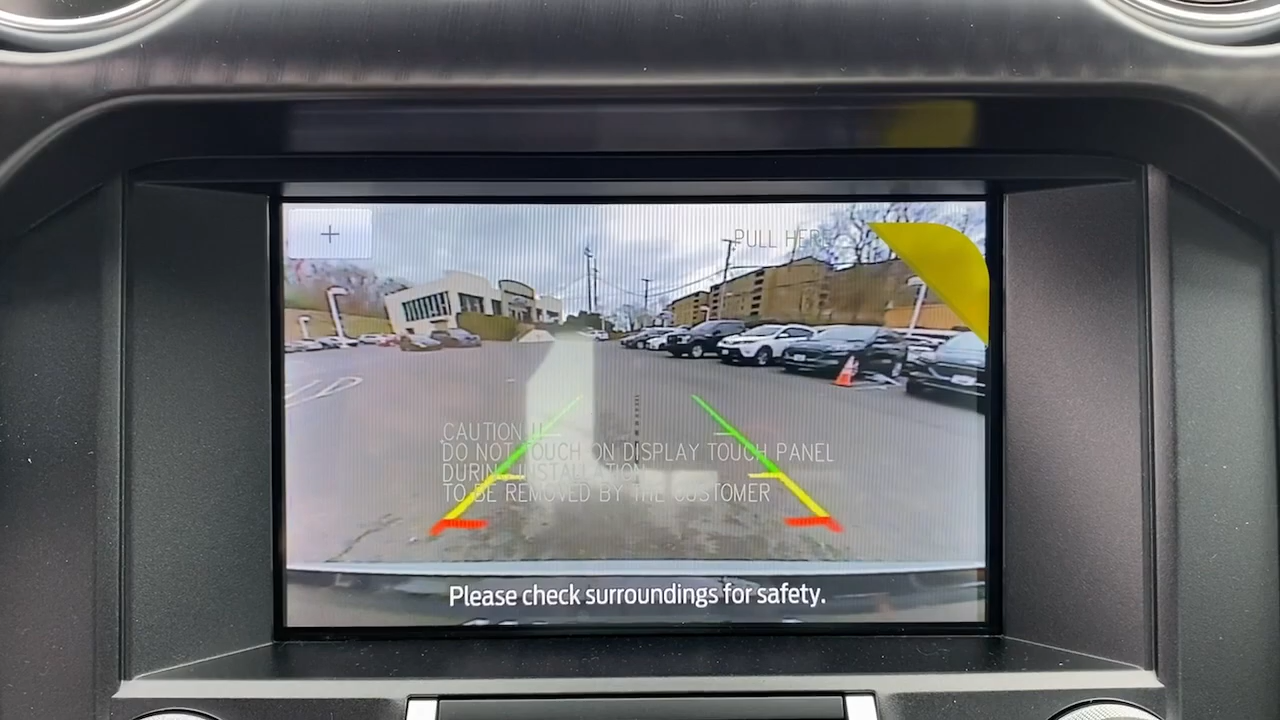 +
PULL HERE
CAUTION !!
DO NOT TOUCH ON DISPLAY TOUCH PANEL
DURING INSTALLATION
TO BE REMOVED BY THE CUSTOMER
Please check surroundings for safety.